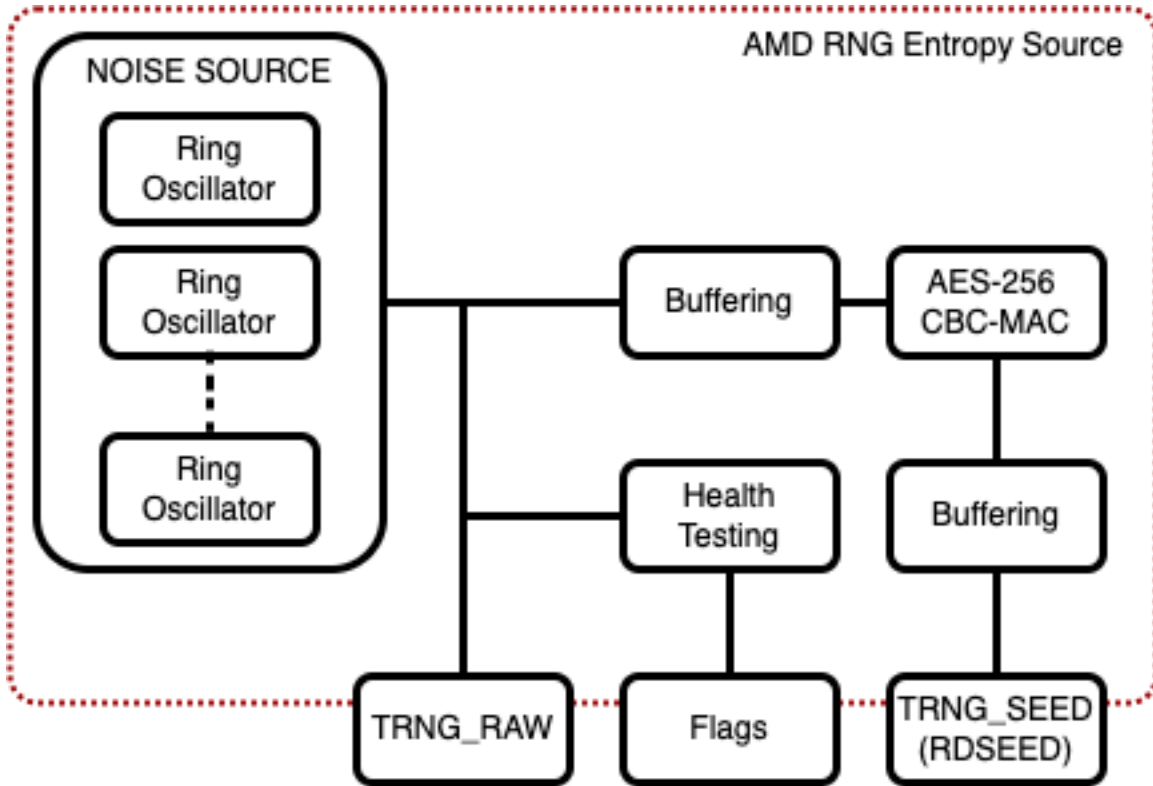 AMD RNG Entropy Source
NOISE SOURCE
Ring
Oscillator
Ring
Oscillator
Ring
Oscillator
Buffering
AES-256
CBC-MAC
Health
Testing
Buffering
TRNG_RAW
Flags
TRNG_SEED
(RDSEED)